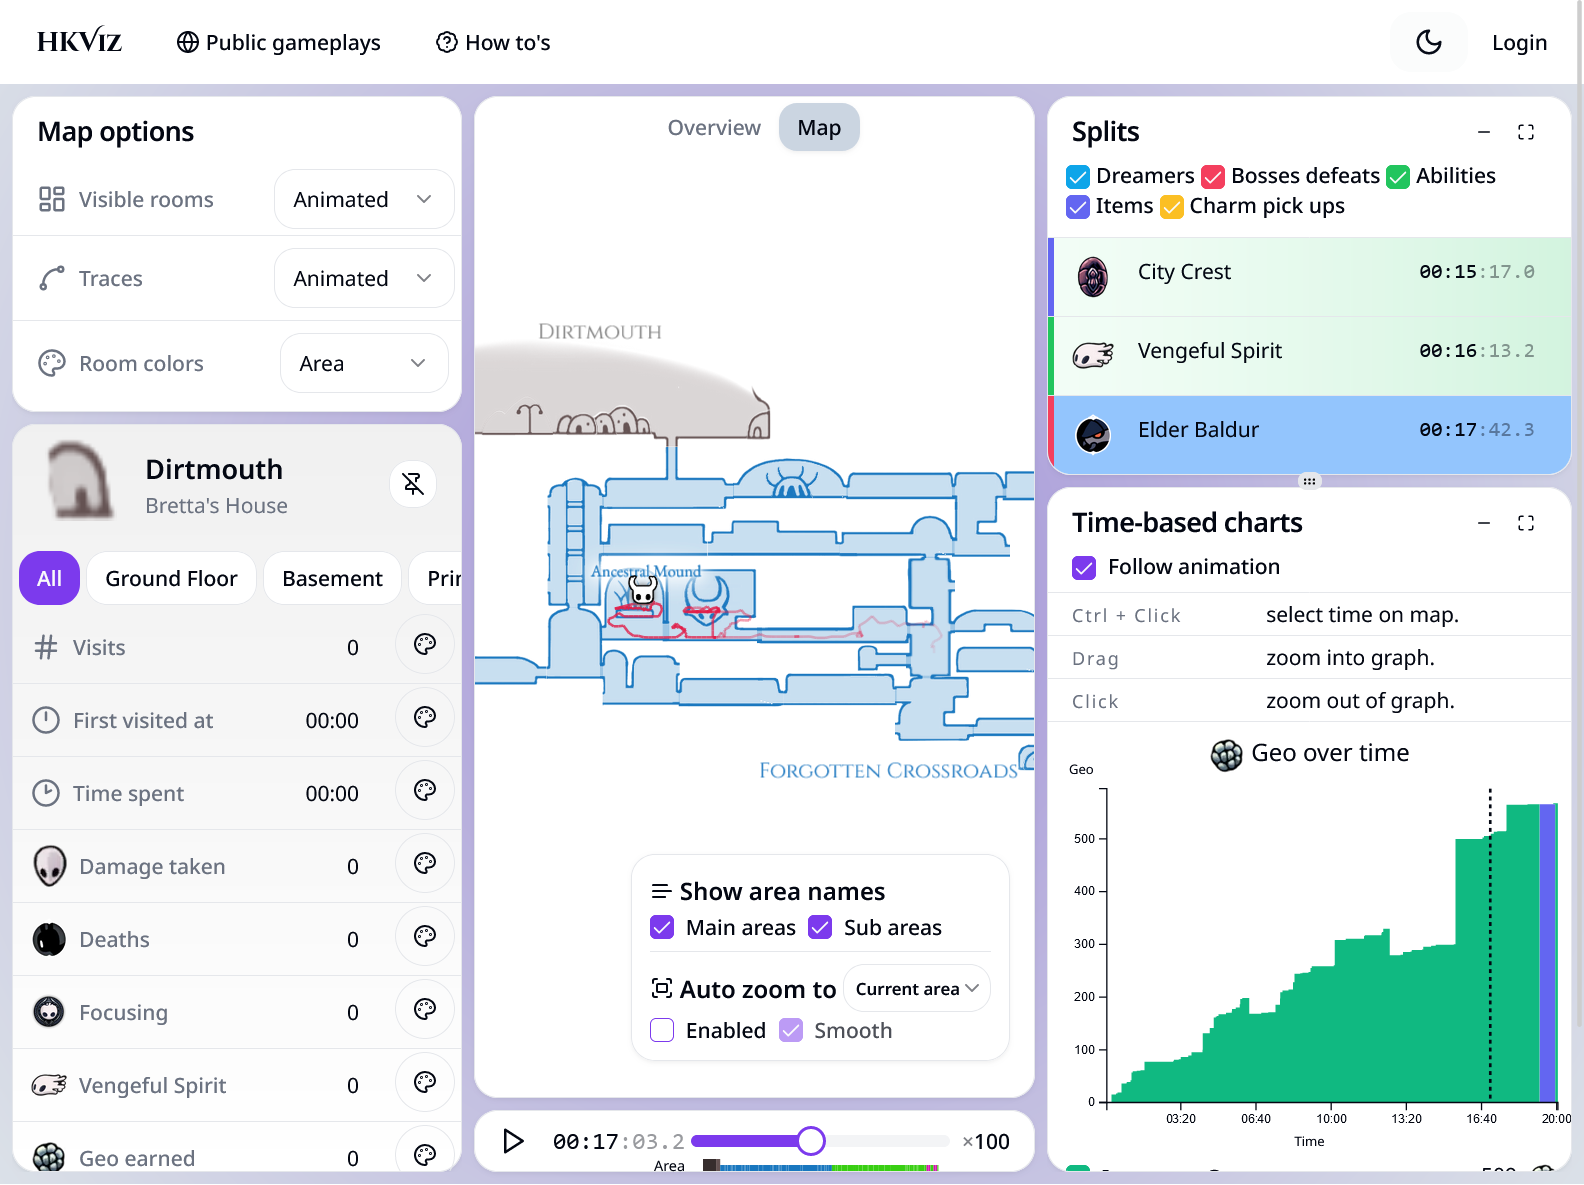 HKViz
Public gameplays
How to's
Login
Map options
Visible rooms
Animated
Traces
Animated
Room colors
Area
Dirtmouth
Bretta's House
All
Ground Floor
Basement
Visits
0
First visited at
00:00
Time spent
00:00
Damage taken
0
Deaths
0
Focusing
0
Vengeful Spirit
0
Geo earned
0
Overview
Map
Dirtmouth
Ancestral Mound
Forgotten Crossroads
Show area names
Main areas
Sub areas
Auto zoom to
Current area
Enabled
Smooth
00:17:03.2
×100
Area
Splits
Dreamers
Bosses defeats
Abilities
Items
Charm pick ups
City Crest
00:15:17.0
Vengeful Spirit
00:16:13.2
Elder Baldur
00:17:42.3
Time-based charts
Follow animation
Ctrl + Click
select time on map.
Drag
zoom into graph.
Click
zoom out of graph.
Geo over time
Geo
500
400
300
200
100
0
03:20
06:40
10:00
13:20
16:40
20:00
Time